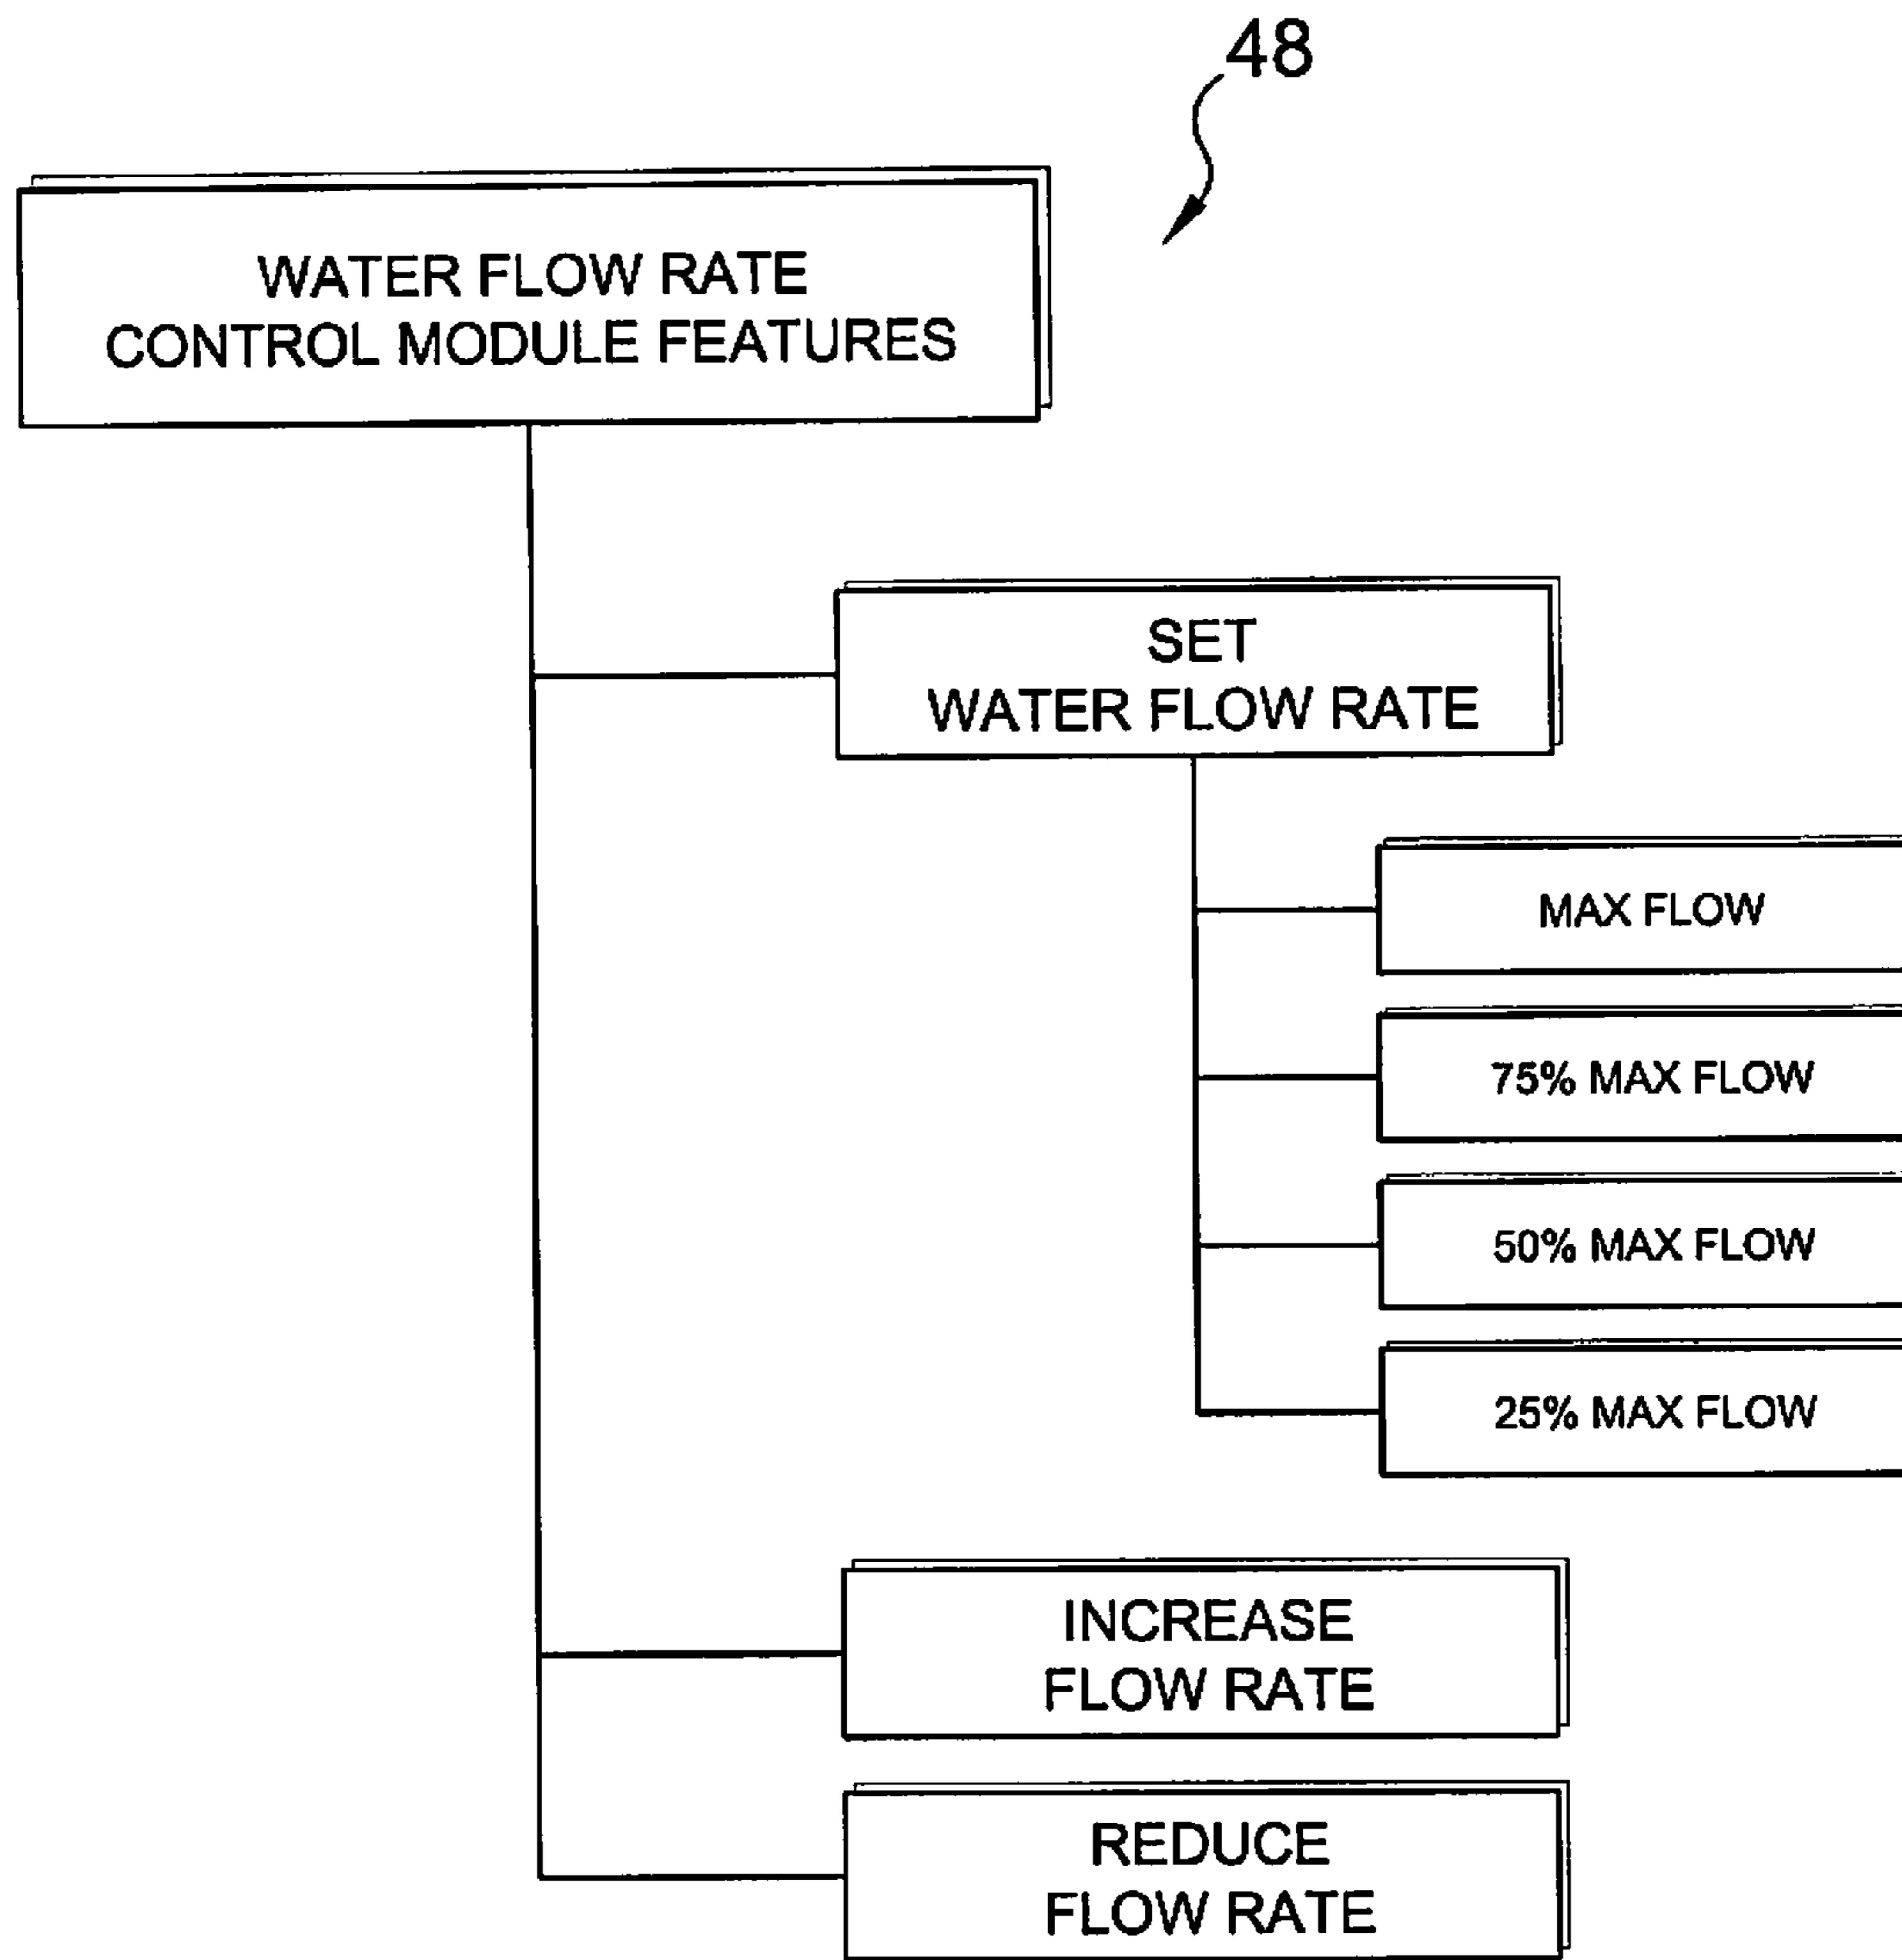 48
WATER FLOW RATE
CONTROL MODULE FEATURES
SET
WATER FLOW RATE
MAX FLOW
75% MAX FLOW
50% MAX FLOW
25% MAX FLOW
INCREASE
FLOW RATE
REDUCE
FLOW RATE